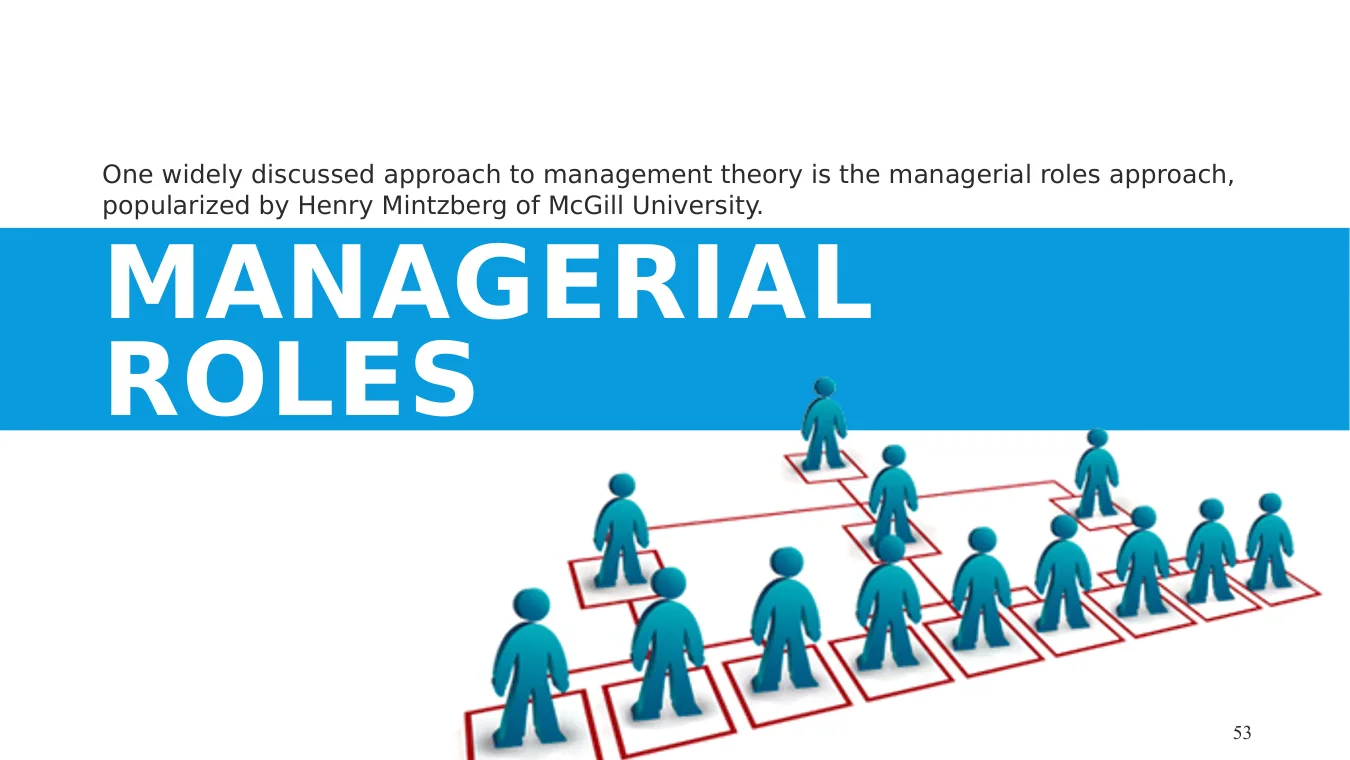 One widely discussed approach to management theory is the managerial roles approach,
popularized by Henry Mintzberg of McGill University.
MANAGERIAL
ROLES
53